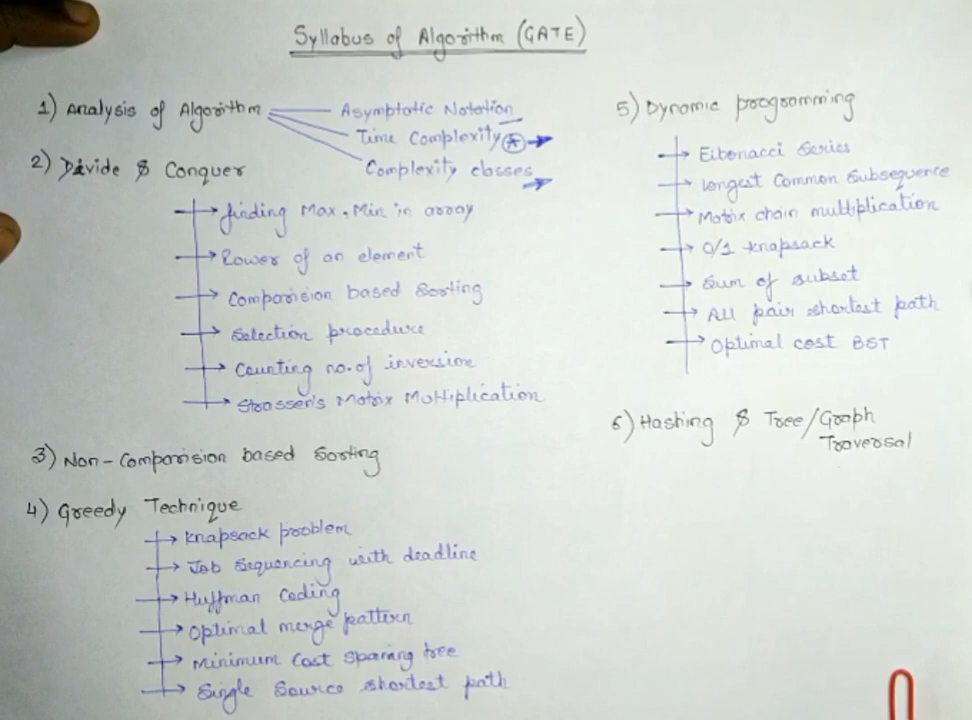 Syllabus of Algorithm (GATE)
1) Analysis of Algorithm
Asymptotic Notation
Time Complexity
Complexity classes
2) Divide & Conquer
finding Max, Min in array
Power of an element
Comparision based Sorting
Selection procedure
Counting no. of inversion
Strassen's Matrix Multiplication
3) Non-Comparision based Sorting
4) Greedy Technique
Knapsack problem
Job Sequencing with deadline
Huffman Coding
Optimal merge pattern
Minimum Cost Spaning tree
Single Source shortest path
5) Dynamic programming
Fibonacci Series
Longest Common Subsequence
Matrix chain multiplication
0/1 knapsack
Sum of subset
All pair shortest path
Optimal cost BST
6) Hashing & Tree/Graph
Traversal